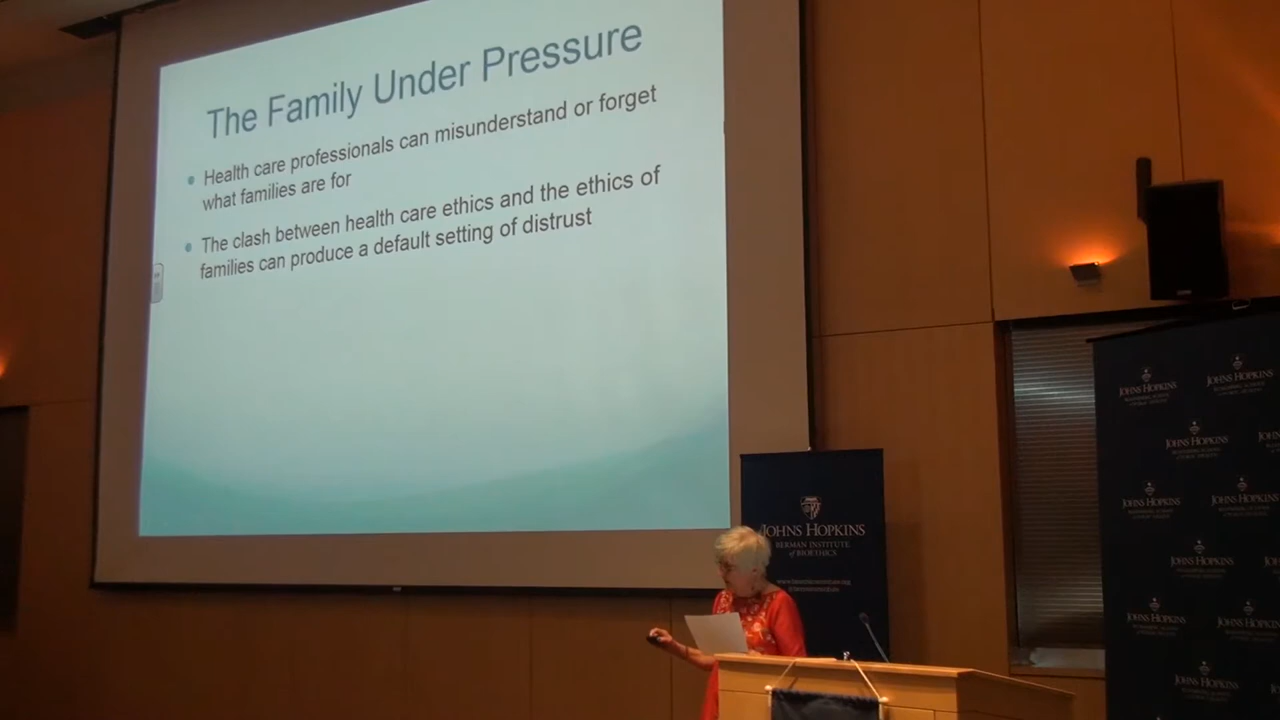 The Family Under Pressure
Health care professionals can misunderstand or forget
what families are for
The clash between health care ethics and the ethics of
families can produce a default setting of distrust
JOHNS HOPKINS
BERMAN INSTITUTE
of BIOETHICS
JOHNS HOPKINS
JOHNS HOPKINS
JOHNS HOPKINS
JOHNS HOPKINS
JOHNS HOPKINS
JOHNS HOPKINS
JOHNS HOPKINS
JOHNS HOPKINS
JOHNS HOPKINS